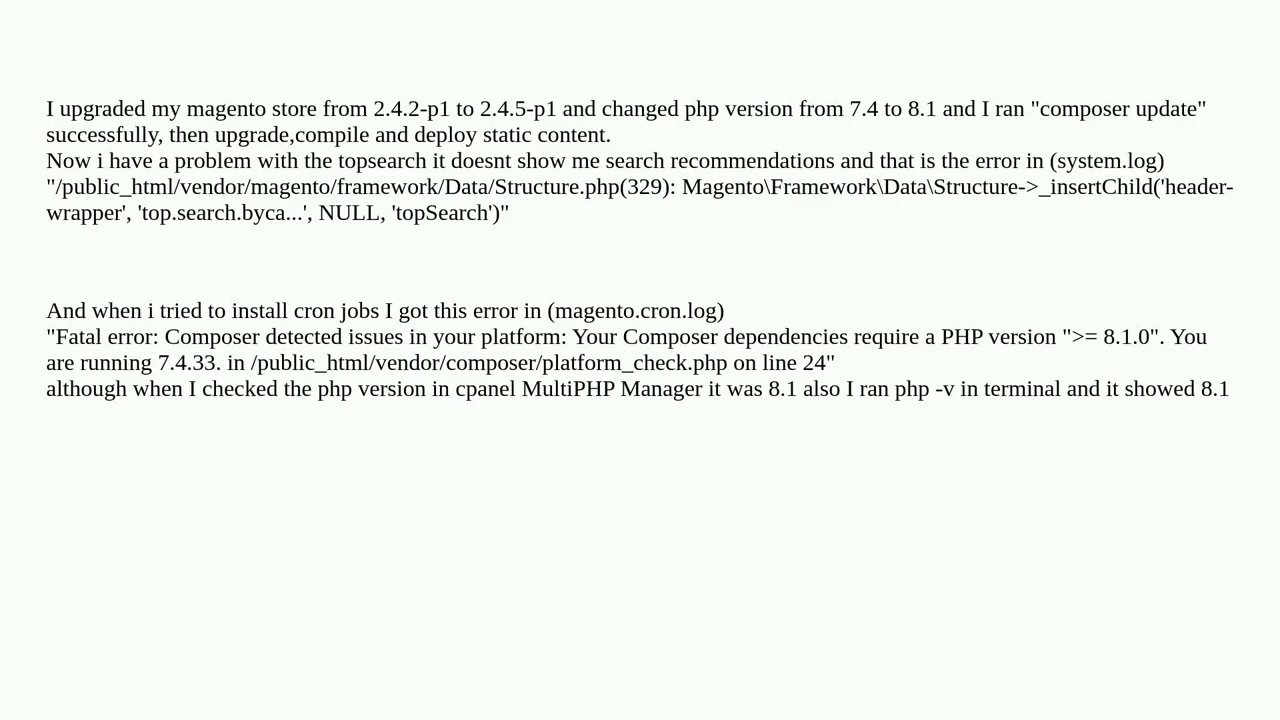 I upgraded my magento store from 2.4.2-p1 to 2.4.5-p1 and changed php version from 7.4 to 8.1 and I ran "composer update"
successfully, then upgrade,compile and deploy static content.
Now i have a problem with the topsearch it doesnt show me search recommendations and that is the error in (system.log)
"/public_html/vendor/magento/framework/Data/Structure.php(329): Magento\Framework\Data\Structure->_insertChild('header-
wrapper', 'top.search.byca...', NULL, 'topSearch')"
And when i tried to install cron jobs I got this error in (magento.cron.log)
"Fatal error: Composer detected issues in your platform: Your Composer dependencies require a PHP version ">= 8.1.0". You
are running 7.4.33. in /public_html/vendor/composer/platform_check.php on line 24"
although when I checked the php version in cpanel MultiPHP Manager it was 8.1 also I ran php -v in terminal and it showed 8.1